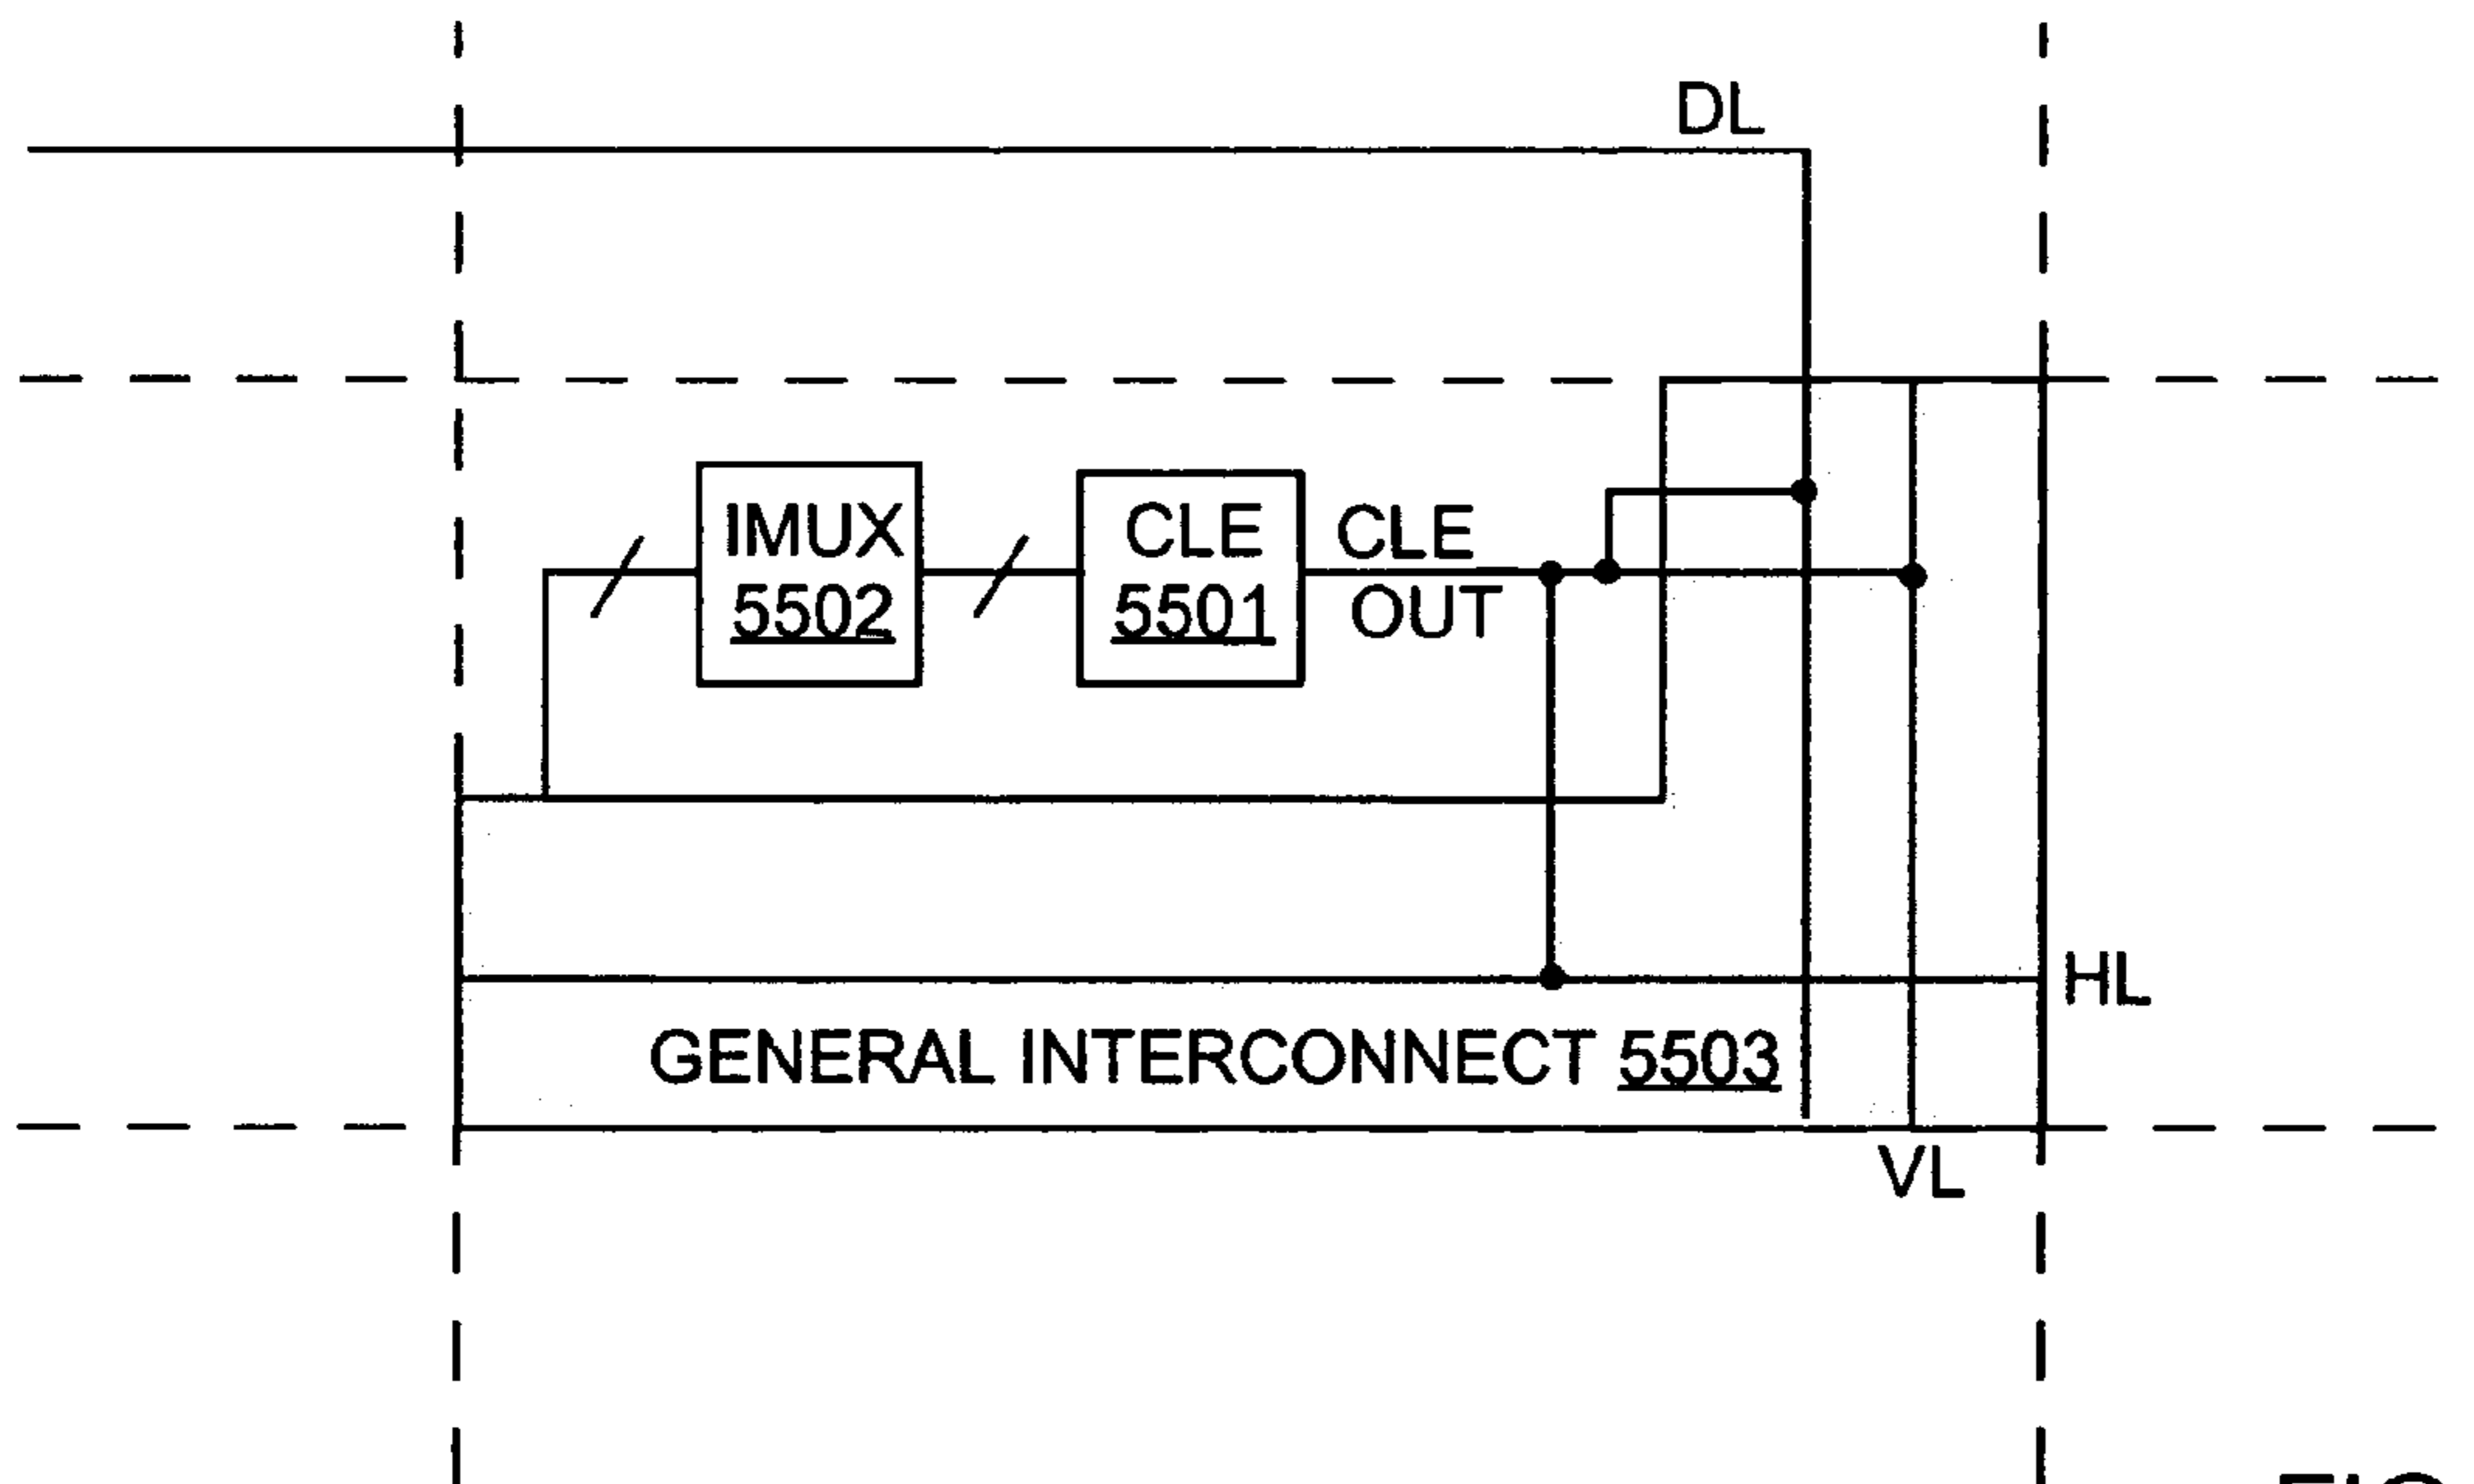 DL
IMUX
5502
CLE
5501
CLE
OUT
HL
GENERAL INTERCONNECT 5503
VL